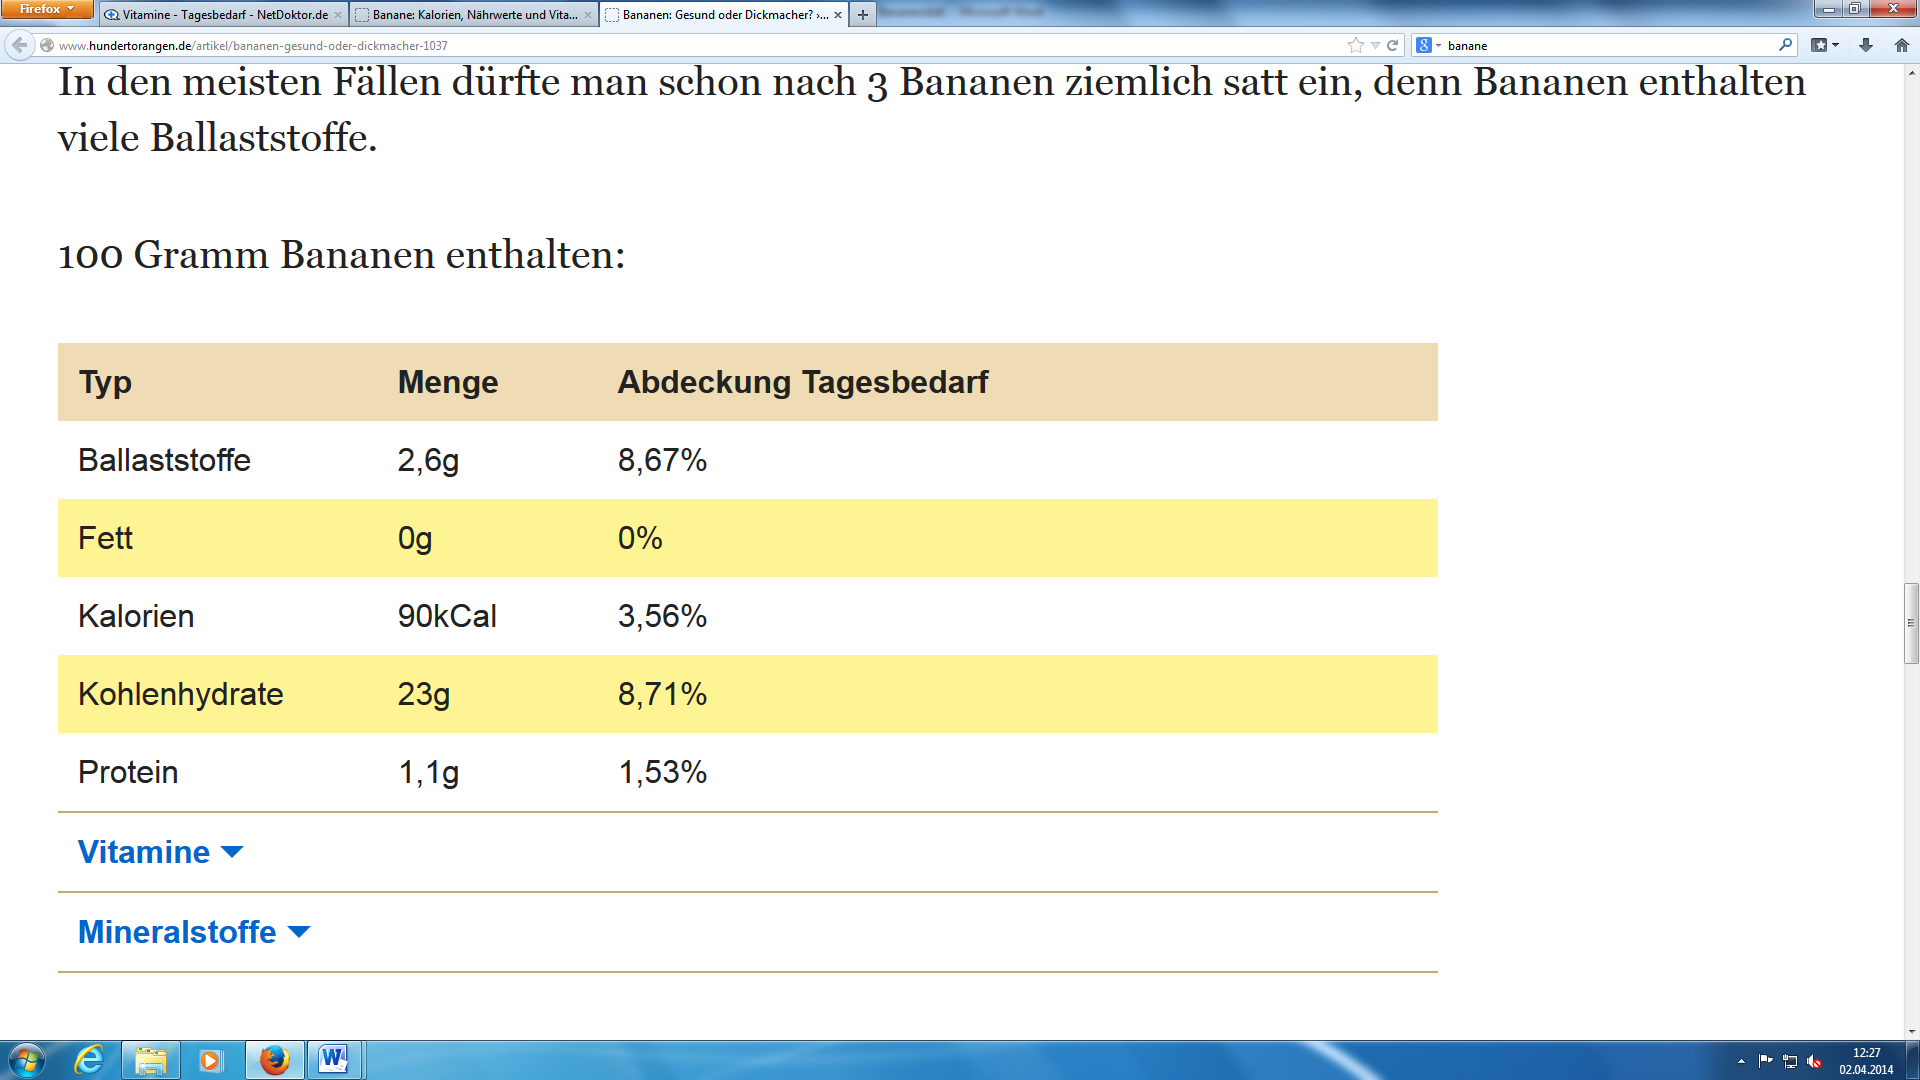 Firefox
Vitamine - Tagesbedarf - NetDoktor.de
Banane: Kalorien, Nährwerte und Vita...
Bananen: Gesund oder Dickmacher? ›...
Microsoft Word
www.hundertorangen.de/artikel/bananen-gesund-oder-dickmacher-1037
8
banane
In den meisten Fällen dürfte man schon nach 3 Bananen ziemlich satt ein, denn Bananen enthalten
viele Ballaststoffe.
100 Gramm Bananen enthalten:
Typ Menge Abdeckung Tagesbedarf
Ballaststoffe 2,6g 8,67%
Fett 0g 0%
Kalorien 90kCal 3,56%
Kohlenhydrate 23g 8,71%
Protein 1,1g 1,53%
Vitamine
Mineralstoffe
12:27
02.04.2014